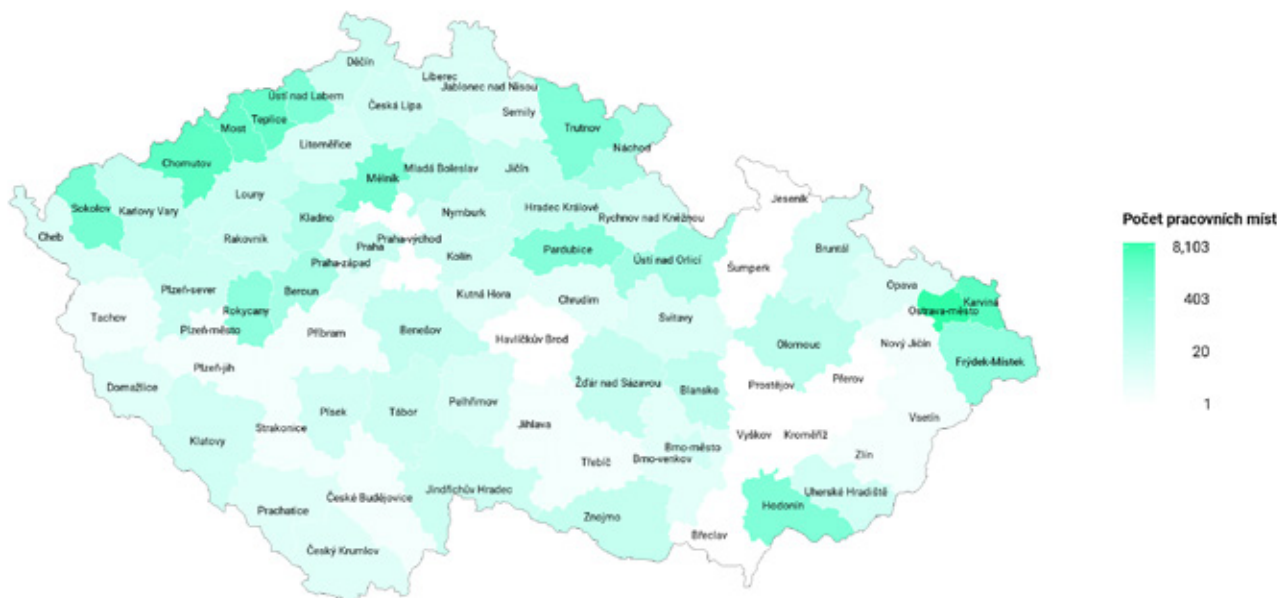 Děčín
Liberec
Jablonec nad Nisou
Ústí nad Labem
Česká Lípa
Semily
Teplice
Most
Trutnov
Litoměřice
Náchod
Chomutov
Mladá Boleslav
Jičín
Mělník
Jeseník
Louny
Sokolov
Karlovy Vary
Kladno
Nymburk
Hradec Králové
Rychnov nad Kněžnou
Cheb
Rakovník
Praha
Praha-východ
Praha-západ
Kolín
Pardubice
Ústí nad Orlicí
Šumperk
Bruntál
Opava
Karviná
Ostrava-město
Plzeň-sever
Beroun
Rokycany
Kutná Hora
Chrudim
Tachov
Plzeň-město
Příbram
Benešov
Havlíčkův Brod
Svitavy
Olomouc
Nový Jičín
Frýdek-Místek
Plzeň-jih
Domažlice
Žďár nad Sázavou
Blansko
Prostějov
Přerov
Písek
Tábor
Pelhřimov
Klatovy
Strakonice
Jihlava
Vsetín
Vyškov
Kroměříž
Brno-město
Brno-venkov
Třebíč
Zlín
Jindřichův Hradec
České Budějovice
Uherské Hradiště
Prachatice
Hodonín
Znojmo
Břeclav
Český Krumlov
Počet pracovních míst
8,103
403
20
1